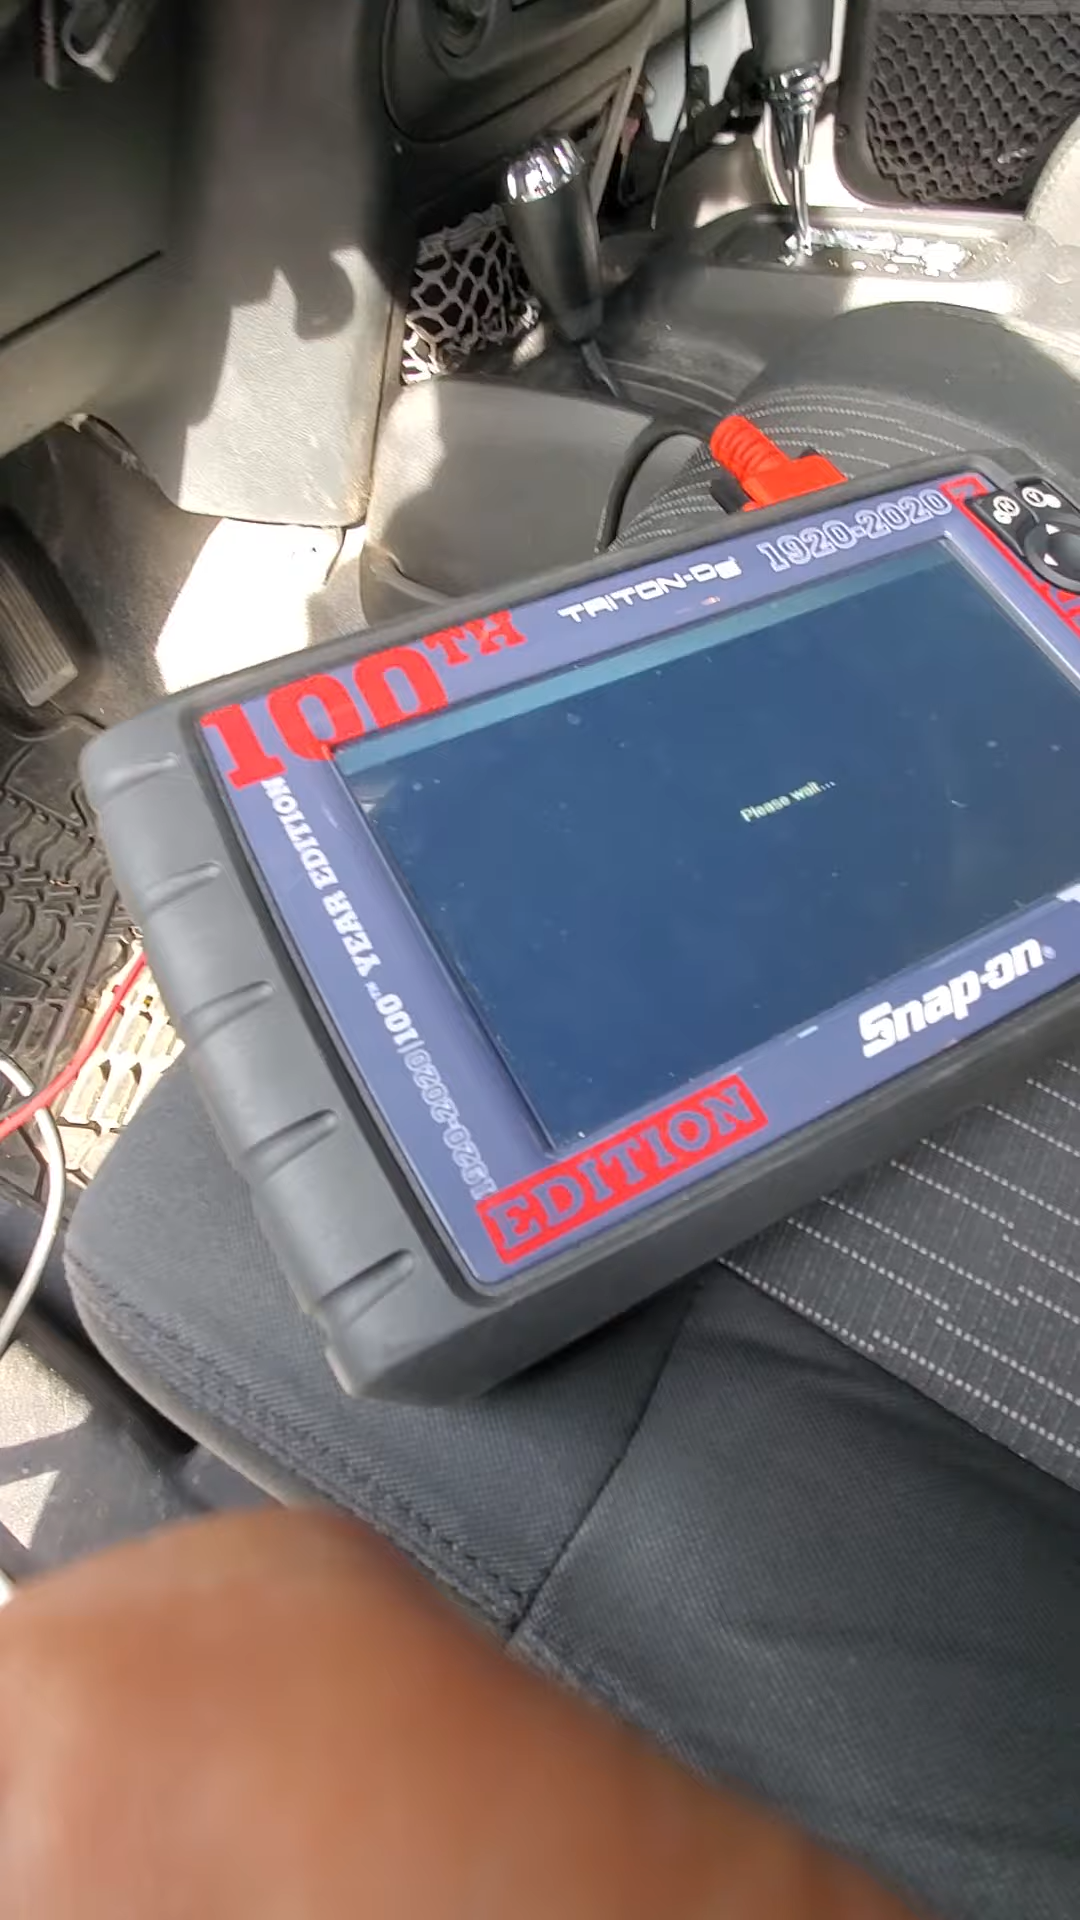 1920-2020
TRITON-D8
100TH
Please wait...
1920-2020|100™ YEAR EDITION
Snap-on®
EDITION
N
Y